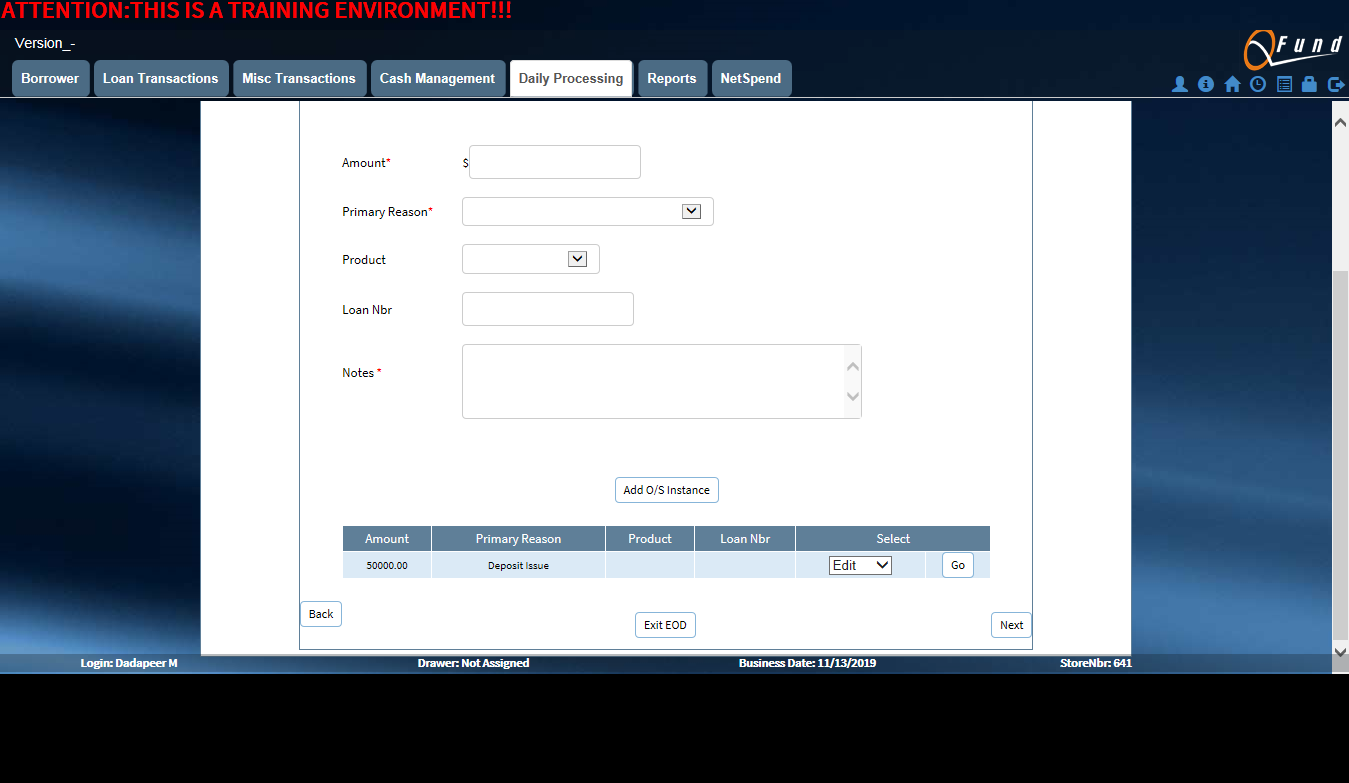 ATTENTION:THIS IS A TRAINING ENVIRONMENT!!!
Version_-
Fund
Borrower Loan Transactions Misc Transactions Cash Management Daily Processing Reports NetSpend
Amount* $
Primary Reason*
Product
Loan Nbr
Notes *
Add O/S Instance
Amount Primary Reason Product Loan Nbr Select
50000.00 Deposit Issue Edit Go
Back
Exit EOD Next
Login: Dadapeer M Drawer: Not Assigned Business Date: 11/13/2019 StoreNbr: 641